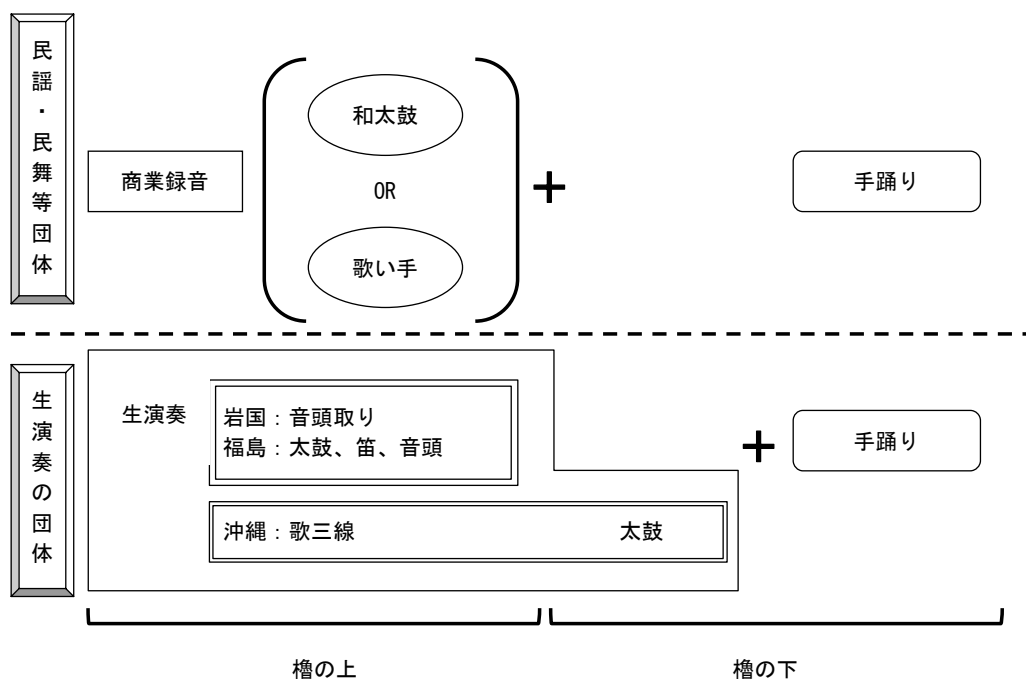 民謡・民舞等団体
商業録音
和太鼓
OR
歌い手
+
手踊り
生演奏の団体
生演奏
岩国：音頭取り
福島：太鼓、笛、音頭
沖縄：歌三線 太鼓
+
手踊り
櫓の上
櫓の下